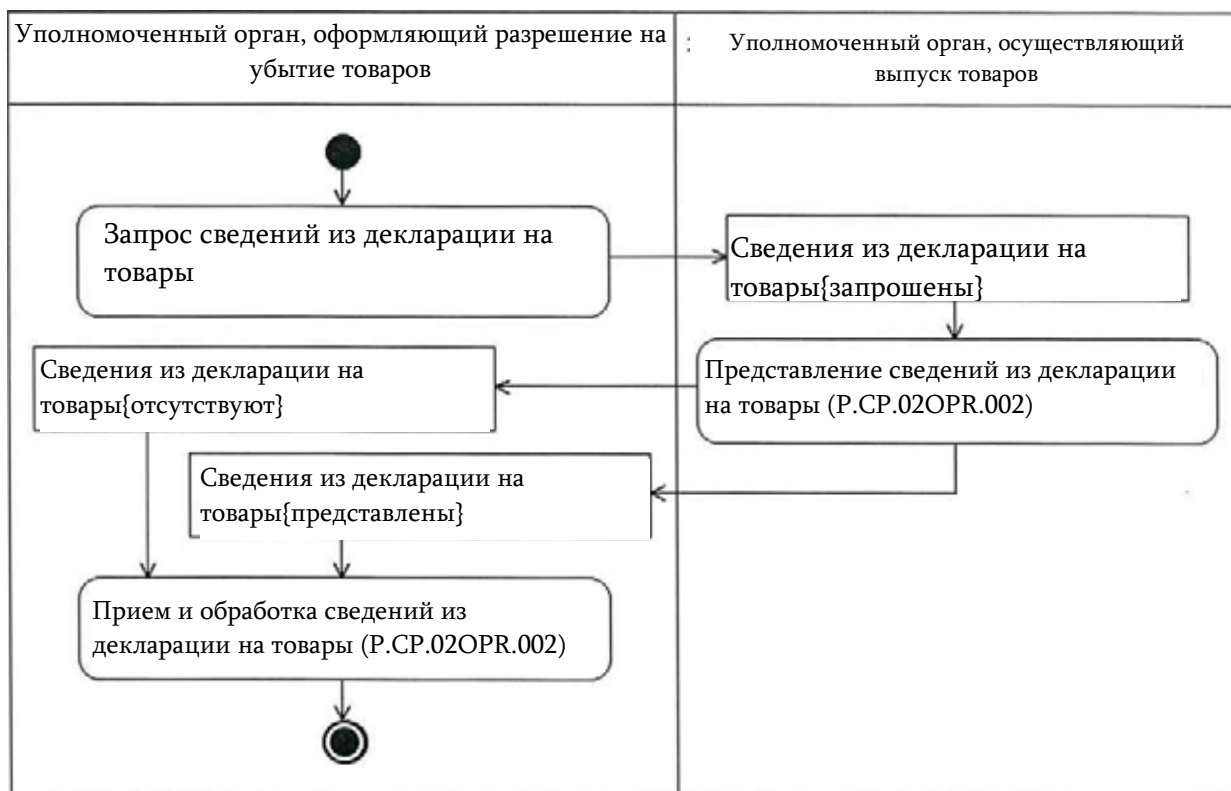 Уполномоченный орган, оформляющий разрешение на
убытие товаров
: Уполномоченный орган, осуществляющий
выпуск товаров
Запрос сведений из декларации на
товары
Сведения из декларации на
товары{запрошены}
Представление сведений из декларации
на товары (P.CP.02OPR.002)
Сведения из декларации на
товары{отсутствуют}
Сведения из декларации на
товары{представлены}
Прием и обработка сведений из
декларации на товары (P.CP.02OPR.002)